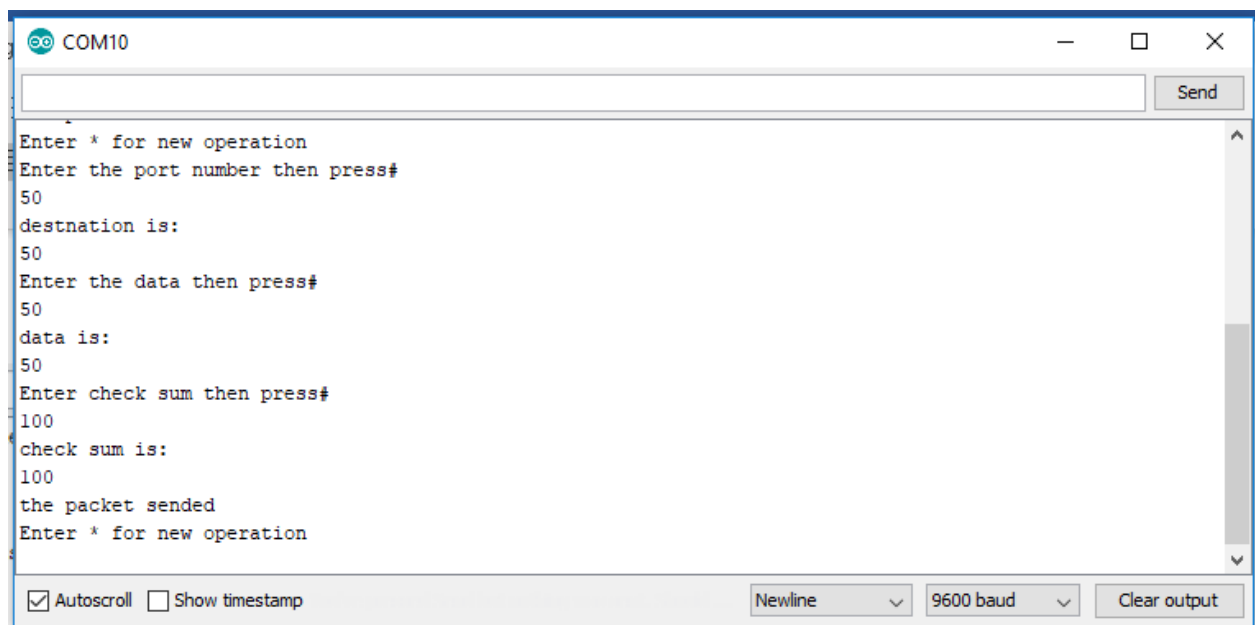 COM10
Send
Enter * for new operation
Enter the port number then press#
50
destnation is:
50
Enter the data then press#
50
data is:
50
Enter check sum then press#
100
check sum is:
100
the packet sended
Enter * for new operation
Autoscroll Show timestamp Newline 9600 baud Clear output